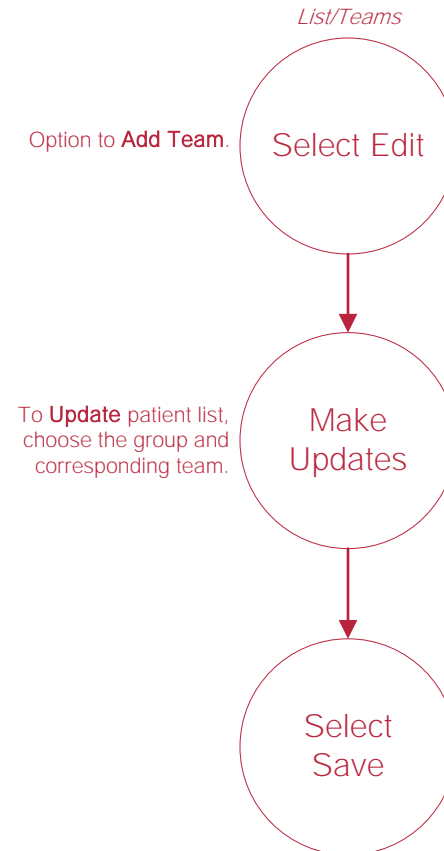 List/Teams
Option to Add Team.
Select Edit
To Update patient list,
choose the group and
corresponding team.
Make
Updates
Select
Save